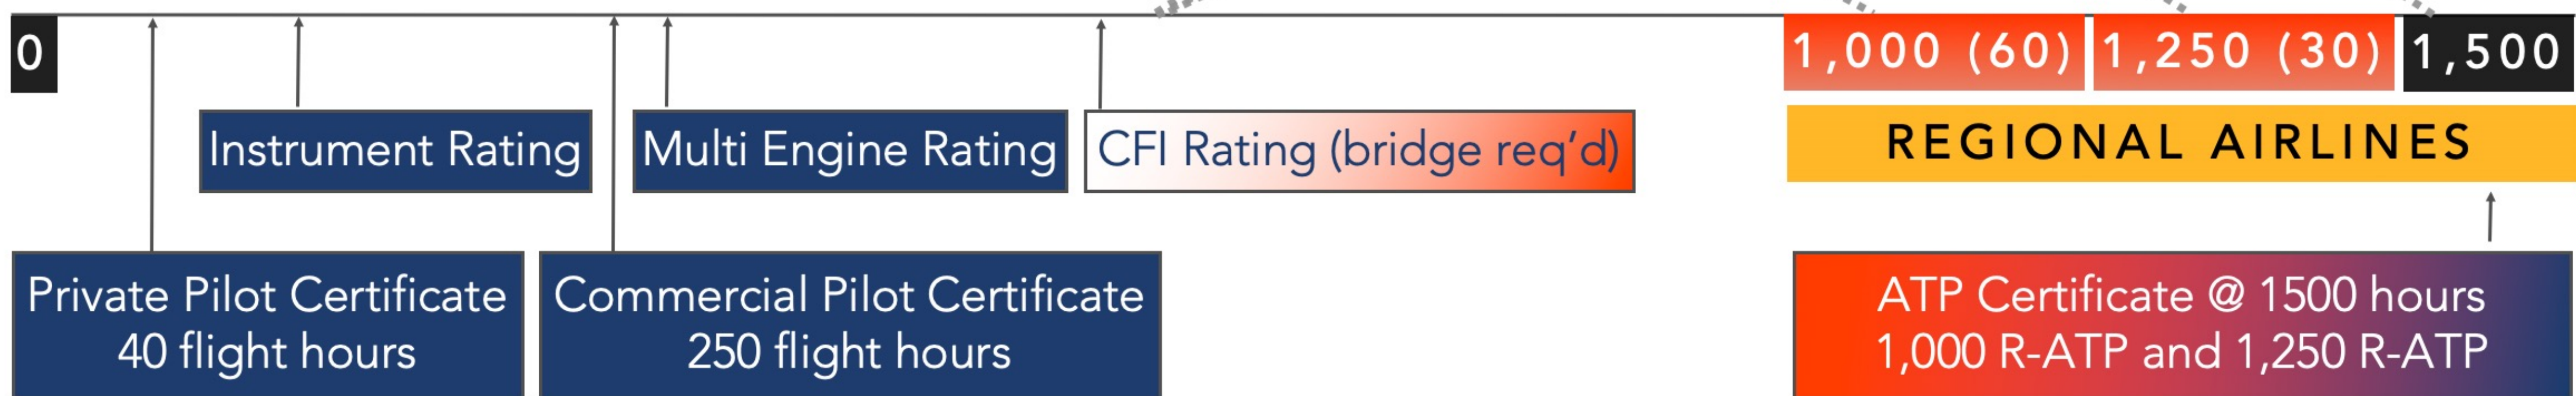 0
1,000 (60)
1,250 (30)
1,500
Instrument Rating
Multi Engine Rating
CFI Rating (bridge req’d)
REGIONAL AIRLINES
Private Pilot Certificate
40 flight hours
Commercial Pilot Certificate
250 flight hours
ATP Certificate @ 1500 hours
1,000 R-ATP and 1,250 R-ATP